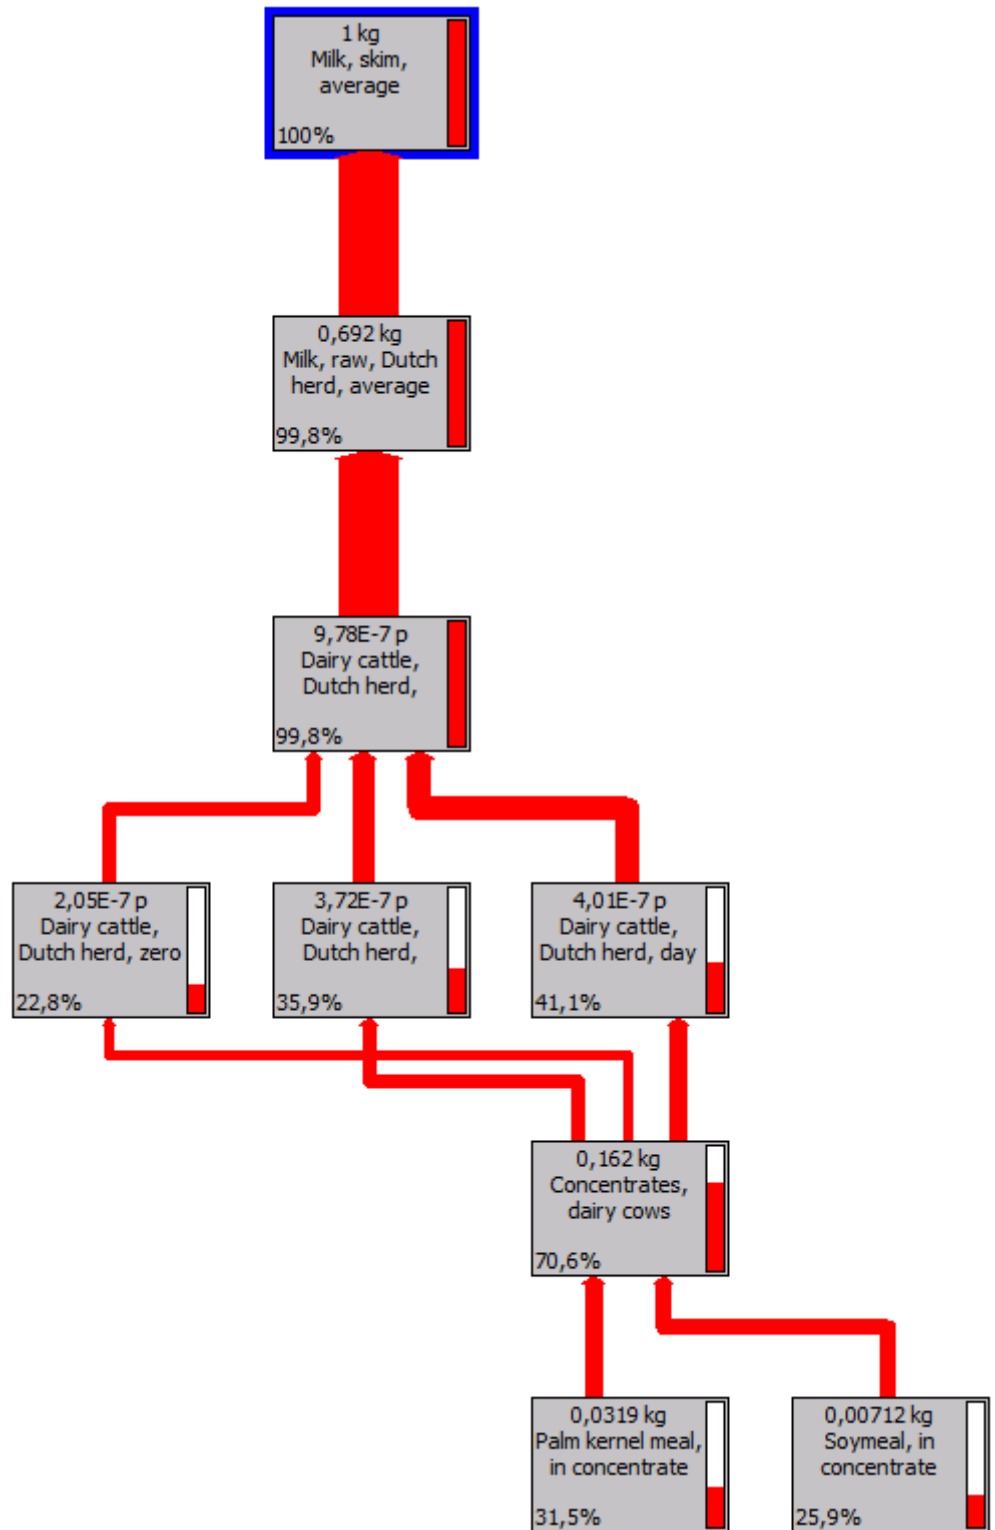 1 kg
Milk, skim,
average
100%
0,692 kg
Milk, raw, Dutch
herd, average
99,8%
9,78E-7 p
Dairy cattle,
Dutch herd,
99,8%
2,05E-7 p
Dairy cattle,
Dutch herd, zero
22,8%
3,72E-7 p
Dairy cattle,
Dutch herd,
35,9%
4,01E-7 p
Dairy cattle,
Dutch herd, day
41,1%
0,162 kg
Concentrates,
dairy cows
70,6%
0,0319 kg
Palm kernel meal,
in concentrate
31,5%
0,00712 kg
Soymeal, in
concentrate
25,9%